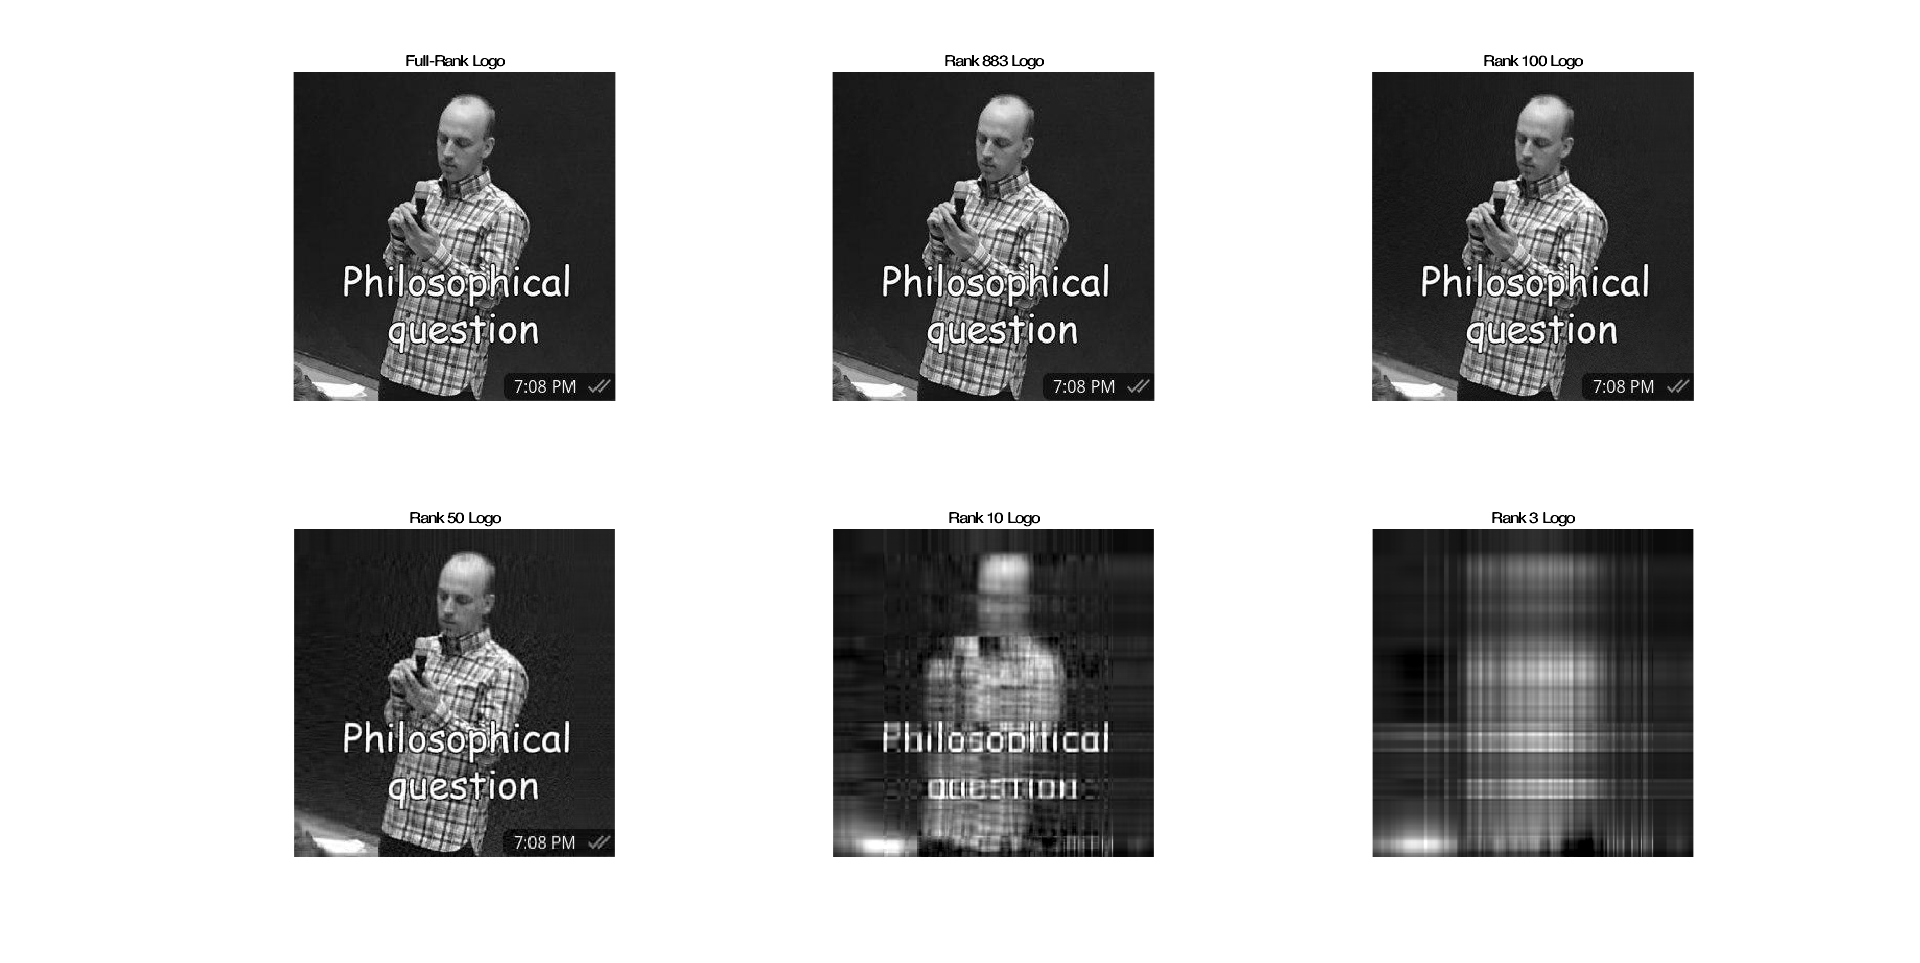 Full-Rank Logo
Philosophical
question
7:08 PM
Rank 883 Logo
Philosophical
question
7:08 PM
Rank 100 Logo
Philosophical
question
7:08 PM
Rank 50 Logo
Philosophical
question
7:08 PM
Rank 10 Logo
Philosophical
question
Rank 3 Logo